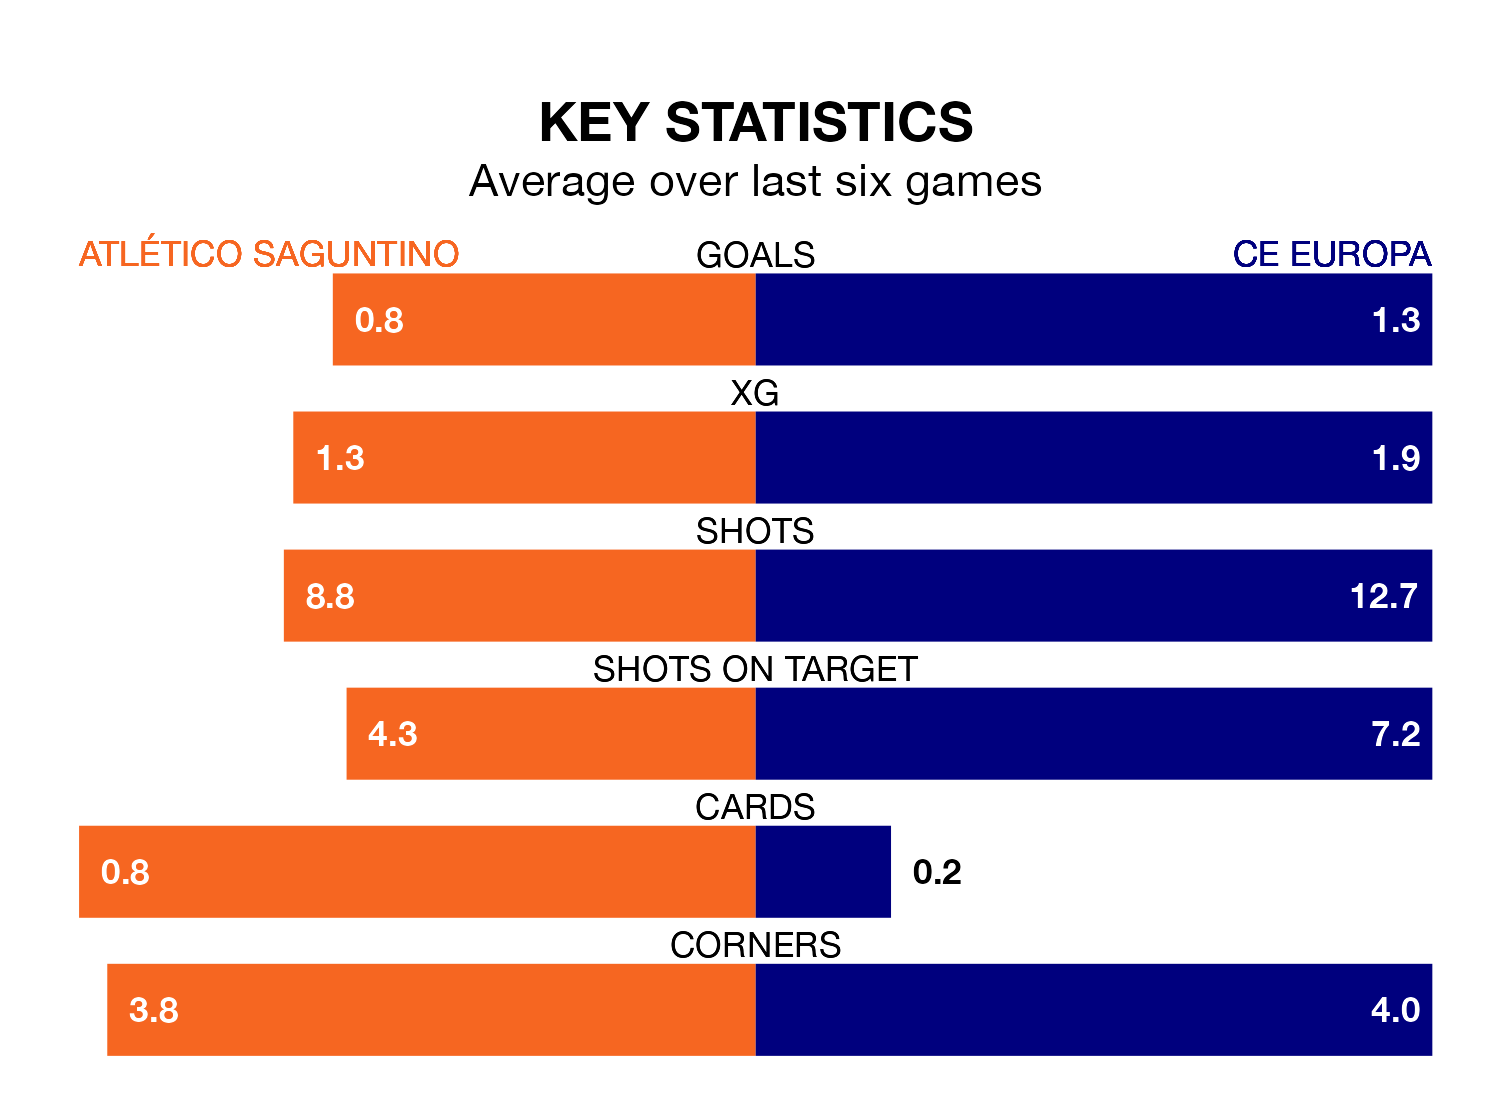 KEY STATISTICS
Average over last six games
ATLÉTICO SAGUNTINO GOALS CE EUROPA
0.8 1.3
XG
1.3 1.9
SHOTS
8.8 12.7
SHOTS ON TARGET
4.3 7.2
CARDS
0.8 0.2
CORNERS
3.8 4.0